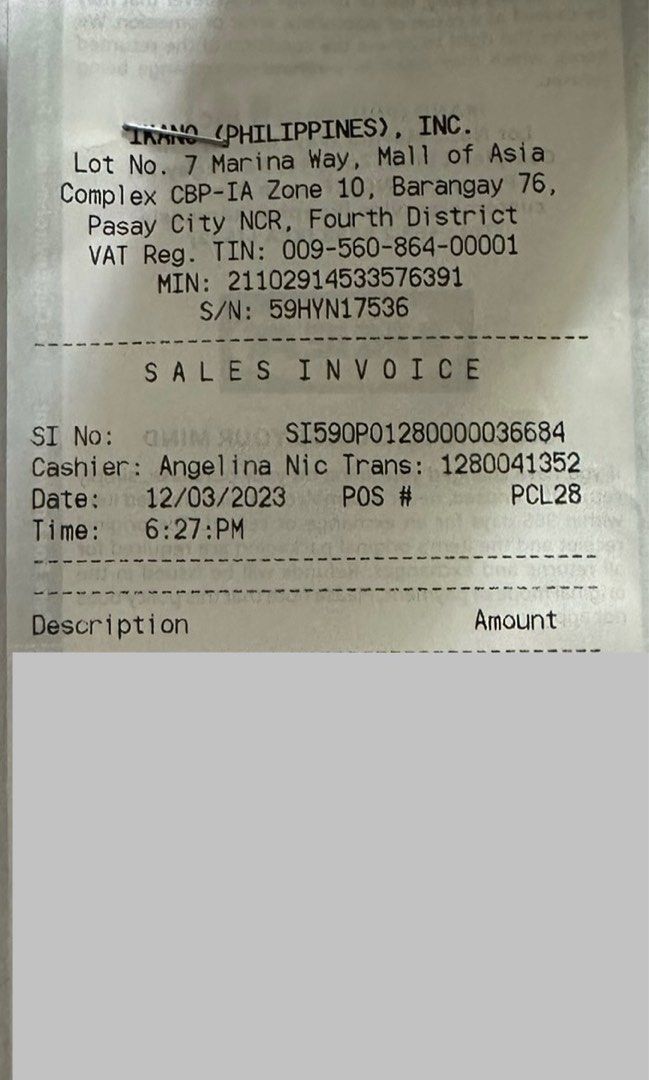 IKANO (PHILIPPINES), INC.
Lot No. 7 Marina Way, Mall of Asia
Complex CBP-IA Zone 10, Barangay 76,
Pasay City NCR, Fourth District
VAT Reg. TIN: 009-560-864-00001
MIN: 21102914533576391
S/N: 59HYN17536
SALES INVOICE
SI No: SI590P01280000036684
Cashier: Angelina Nic Trans: 1280041352
Date: 12/03/2023 POS # PCL28
Time: 6:27:PM
Description Amount